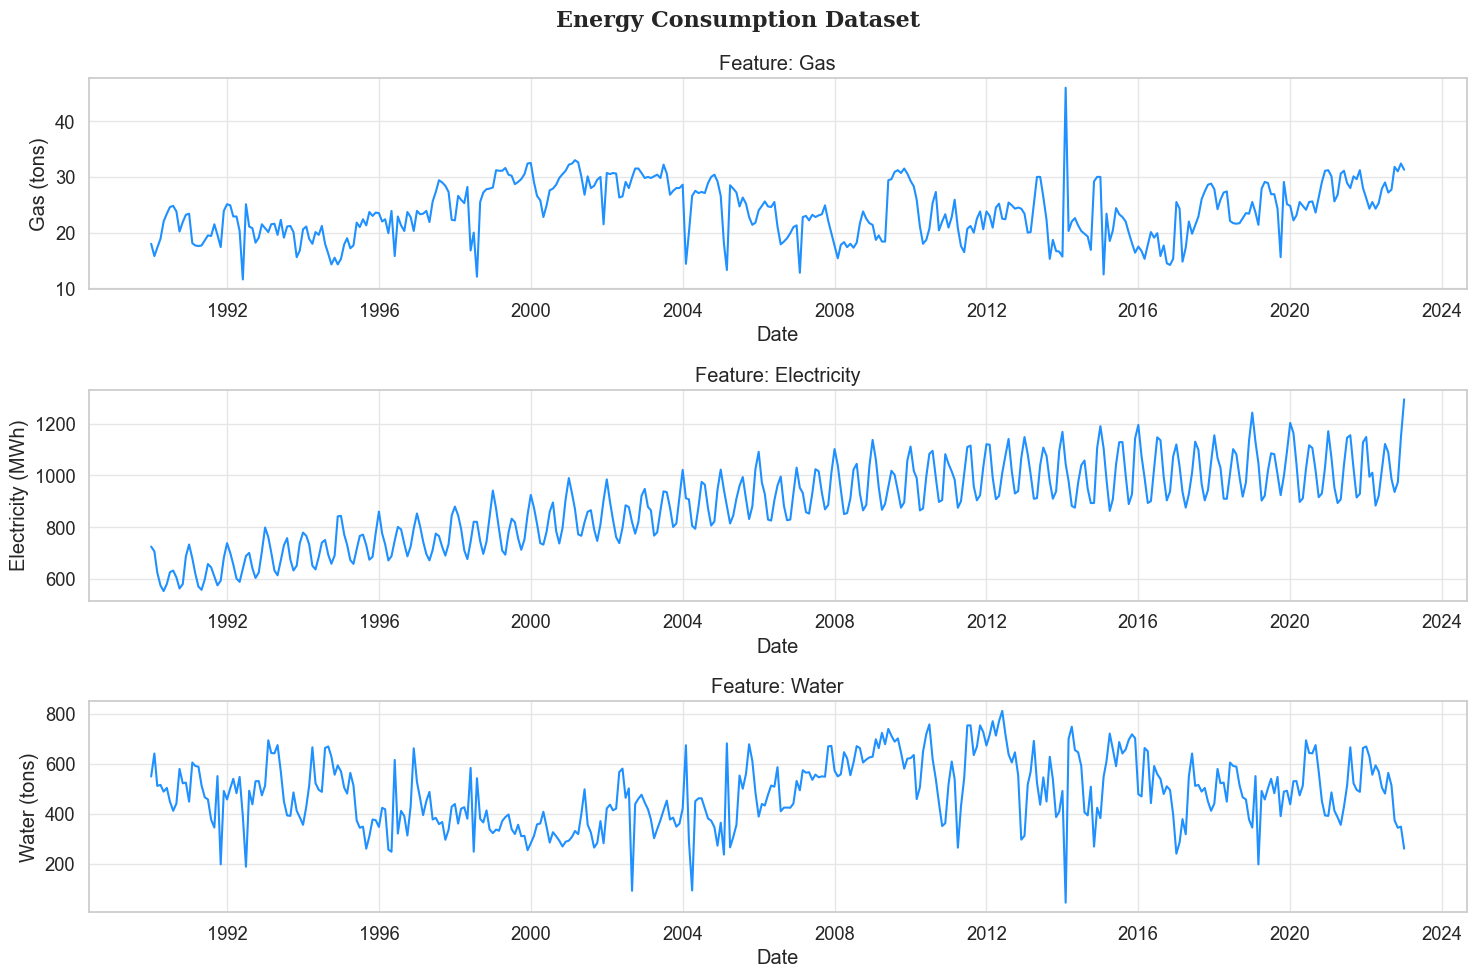 Energy Consumption Dataset
Feature: Gas
Gas (tons)
40
30
20
10
1992 1996 2000 2004 2008 2012 2016 2020 2024
Date
Feature: Electricity
Electricity (MWh)
1200
1000
800
600
1992 1996 2000 2004 2008 2012 2016 2020 2024
Date
Feature: Water
Water (tons)
800
600
400
200
1992 1996 2000 2004 2008 2012 2016 2020 2024
Date